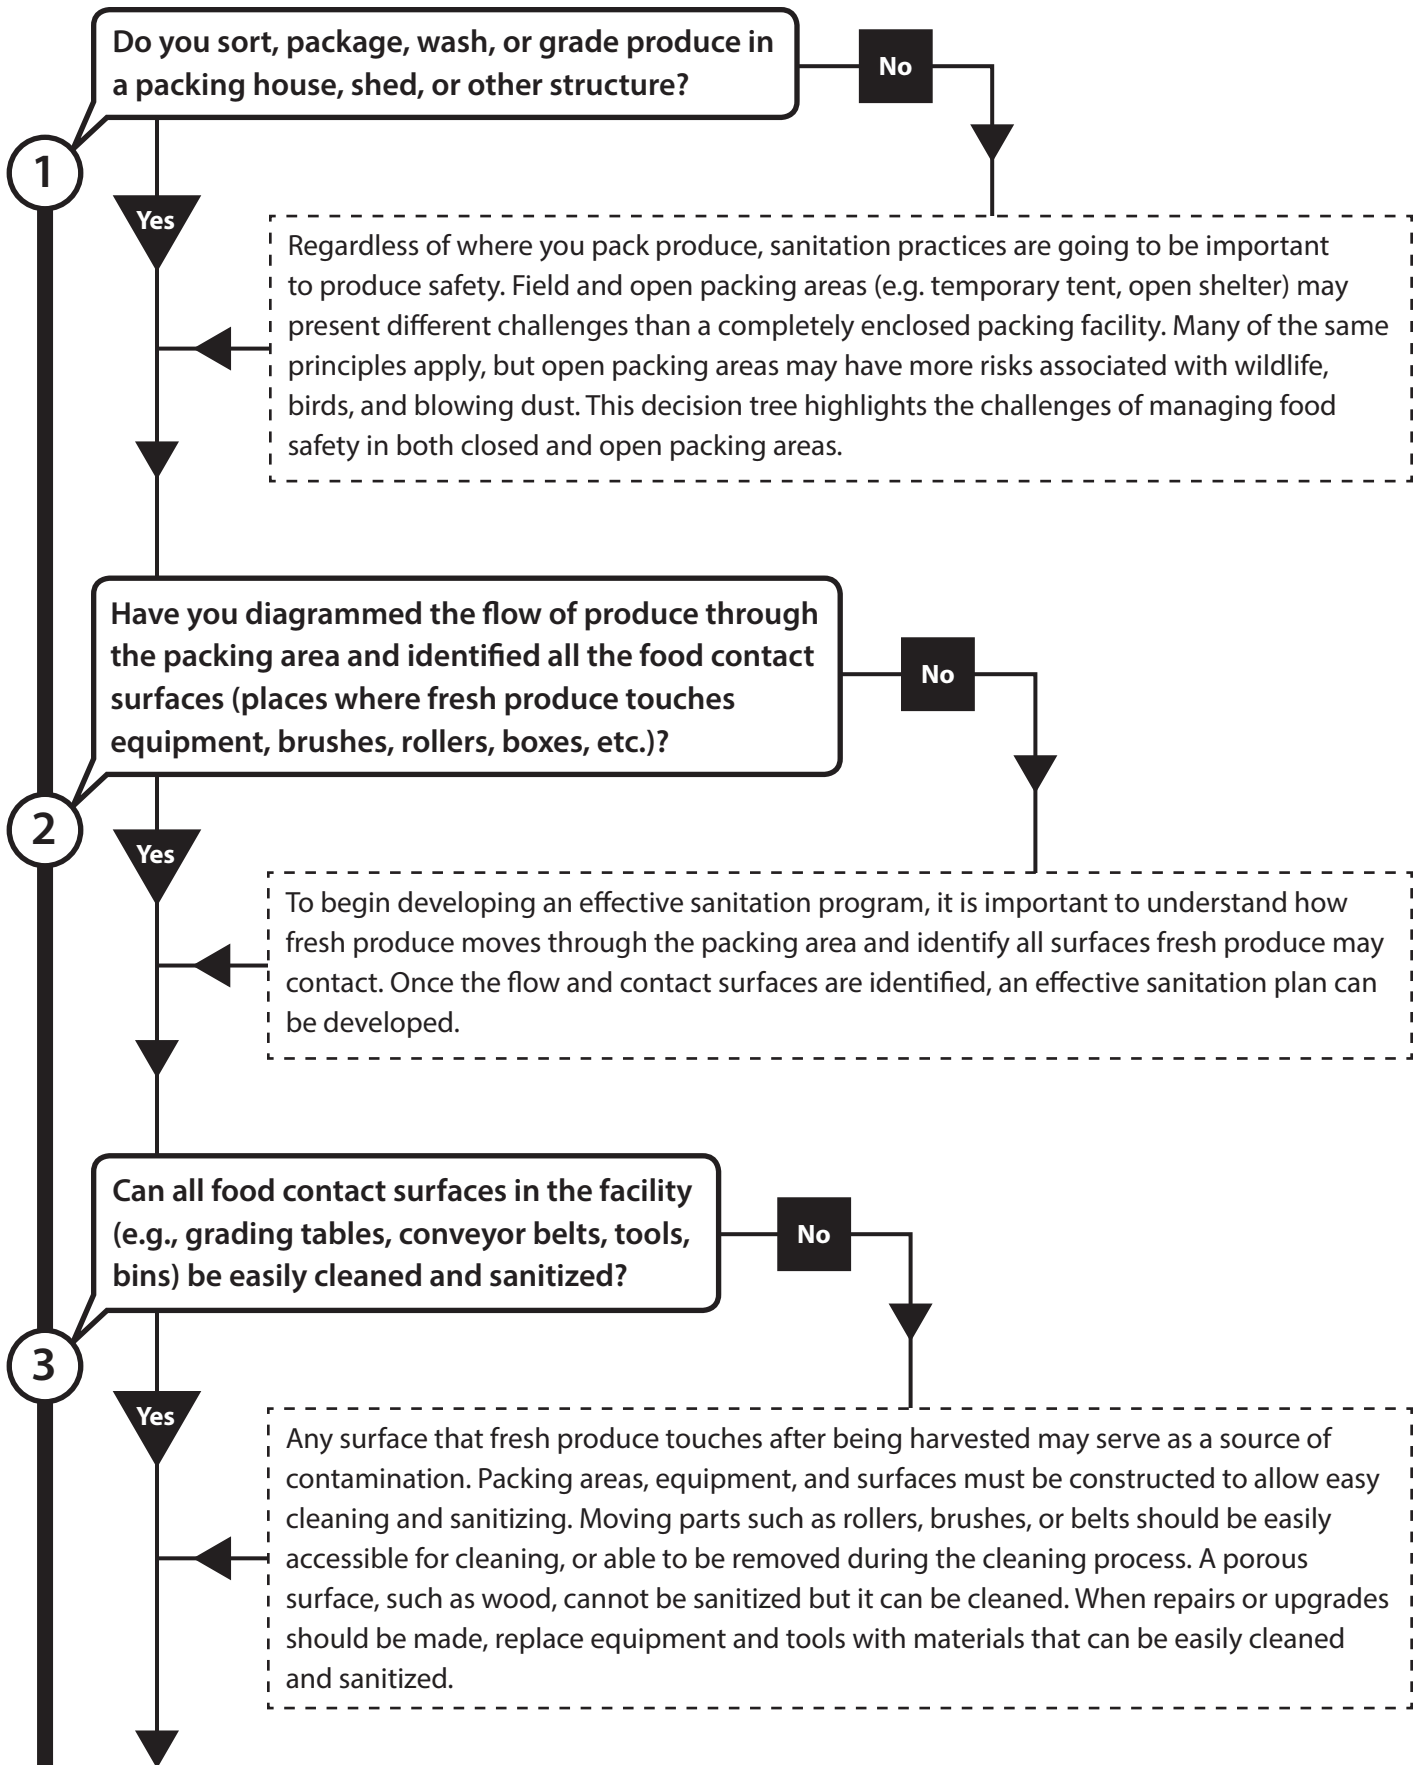 Do you sort, package, wash, or grade produce in
a packing house, shed, or other structure?
No
1
Yes
Regardless of where you pack produce, sanitation practices are going to be important
to produce safety. Field and open packing areas (e.g. temporary tent, open shelter) may
present different challenges than a completely enclosed packing facility. Many of the same
principles apply, but open packing areas may have more risks associated with wildlife,
birds, and blowing dust. This decision tree highlights the challenges of managing food
safety in both closed and open packing areas.
Have you diagrammed the flow of produce through
the packing area and identified all the food contact
surfaces (places where fresh produce touches
equipment, brushes, rollers, boxes, etc.)?
No
2
Yes
To begin developing an effective sanitation program, it is important to understand how
fresh produce moves through the packing area and identify all surfaces fresh produce may
contact. Once the flow and contact surfaces are identified, an effective sanitation plan can
be developed.
Can all food contact surfaces in the facility
(e.g., grading tables, conveyor belts, tools,
bins) be easily cleaned and sanitized?
No
3
Yes
Any surface that fresh produce touches after being harvested may serve as a source of
contamination. Packing areas, equipment, and surfaces must be constructed to allow easy
cleaning and sanitizing. Moving parts such as rollers, brushes, or belts should be easily
accessible for cleaning, or able to be removed during the cleaning process. A porous
surface, such as wood, cannot be sanitized but it can be cleaned. When repairs or upgrades
should be made, replace equipment and tools with materials that can be easily cleaned
and sanitized.